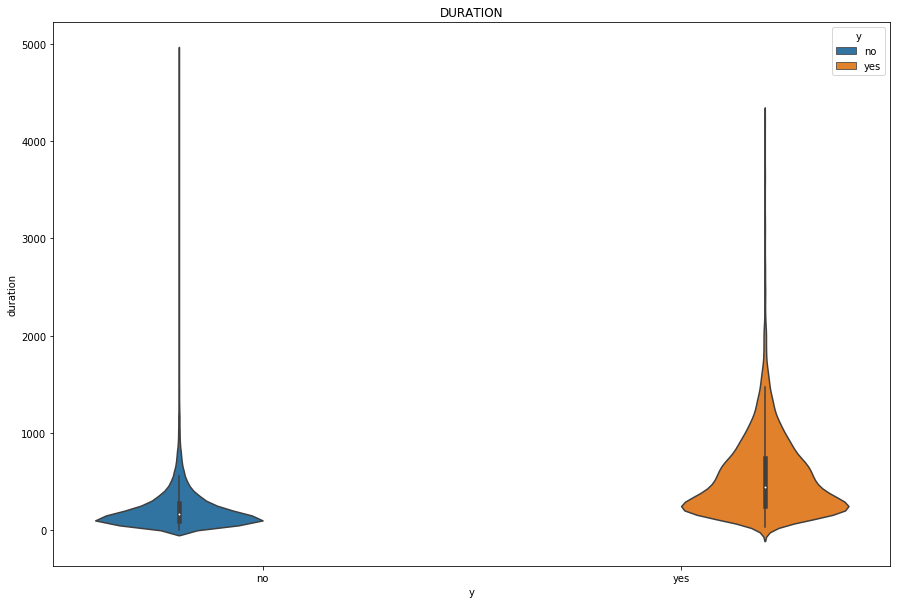 DURATION
y
no
yes
duration
5000
4000
3000
2000
1000
0
no
yes
y